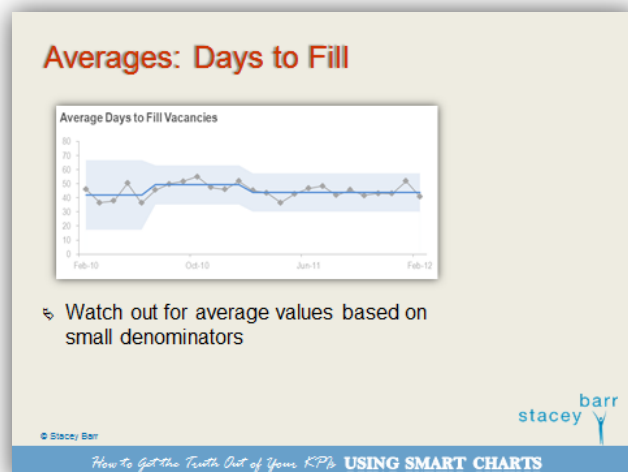 Averages: Days to Fill
Average Days to Fill Vacancies
80
70
60
50
40
30
20
10
0
Feb-10 Oct-10 Jun-11 Feb-12
Watch out for average values based on
small denominators
stacey barr
© Stacey Barr
How to Get the Truth Out of Your KPIs USING SMART CHARTS